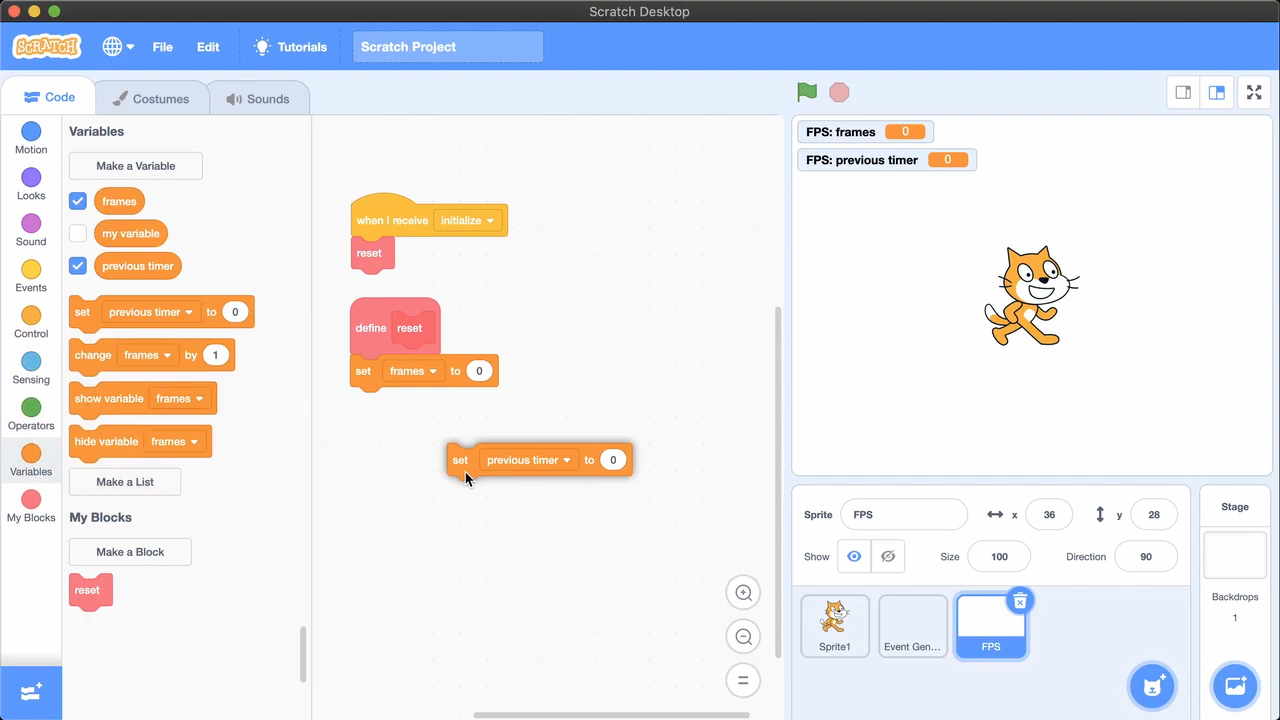 Scratch Desktop
SCRATCH
File
Edit
Tutorials
Scratch Project
Code
Costumes
Sounds
Motion
Looks
Sound
Events
Control
Sensing
Operators
Variables
My Blocks
Variables
Make a Variable
frames
my variable
previous timer
set previous timer to 0
change frames by 1
show variable frames
hide variable frames
Make a List
My Blocks
Make a Block
reset
when I receive initialize
reset
define reset
set frames to 0
set previous timer to 0
FPS: frames 0
FPS: previous timer 0
Sprite FPS x 36 y 28
Show Size 100 Direction 90
Sprite1
Event Gen...
FPS
Stage
Backdrops
1